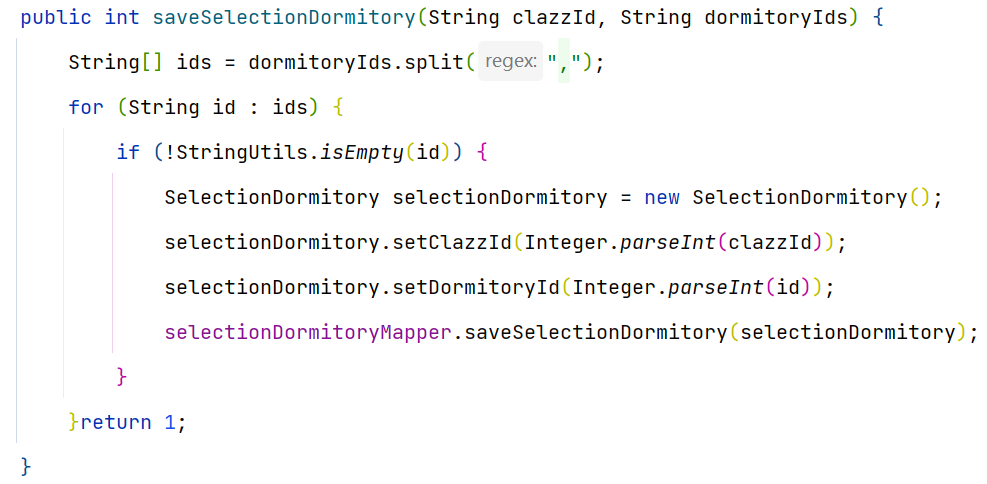 public int saveSelectionDormitory(String clazzId, String dormitoryIds) {
String[] ids = dormitoryIds.split( regex: ",");
for (String id : ids) {
if (!StringUtils.isEmpty(id)) {
SelectionDormitory selectionDormitory = new SelectionDormitory();
selectionDormitory.setClazzId(Integer.parseInt(clazzId));
selectionDormitory.setDormitoryId(Integer.parseInt(id));
selectionDormitoryMapper.saveSelectionDormitory(selectionDormitory);
}
}return 1;
}